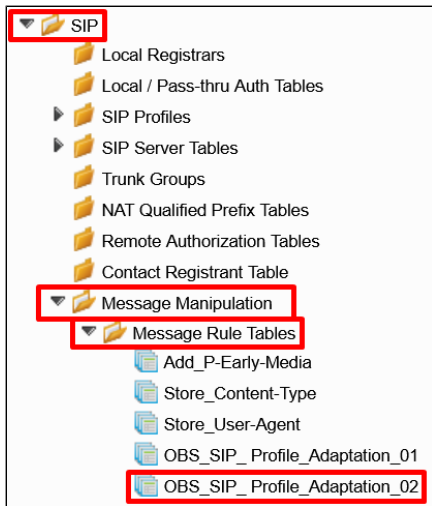 SIP
Local Registrars
Local / Pass-thru Auth Tables
SIP Profiles
SIP Server Tables
Trunk Groups
NAT Qualified Prefix Tables
Remote Authorization Tables
Contact Registrant Table
Message Manipulation
Message Rule Tables
Add_P-Early-Media
Store_Content-Type
Store_User-Agent
OBS_SIP_ Profile_Adaptation_01
OBS_SIP_ Profile_Adaptation_02